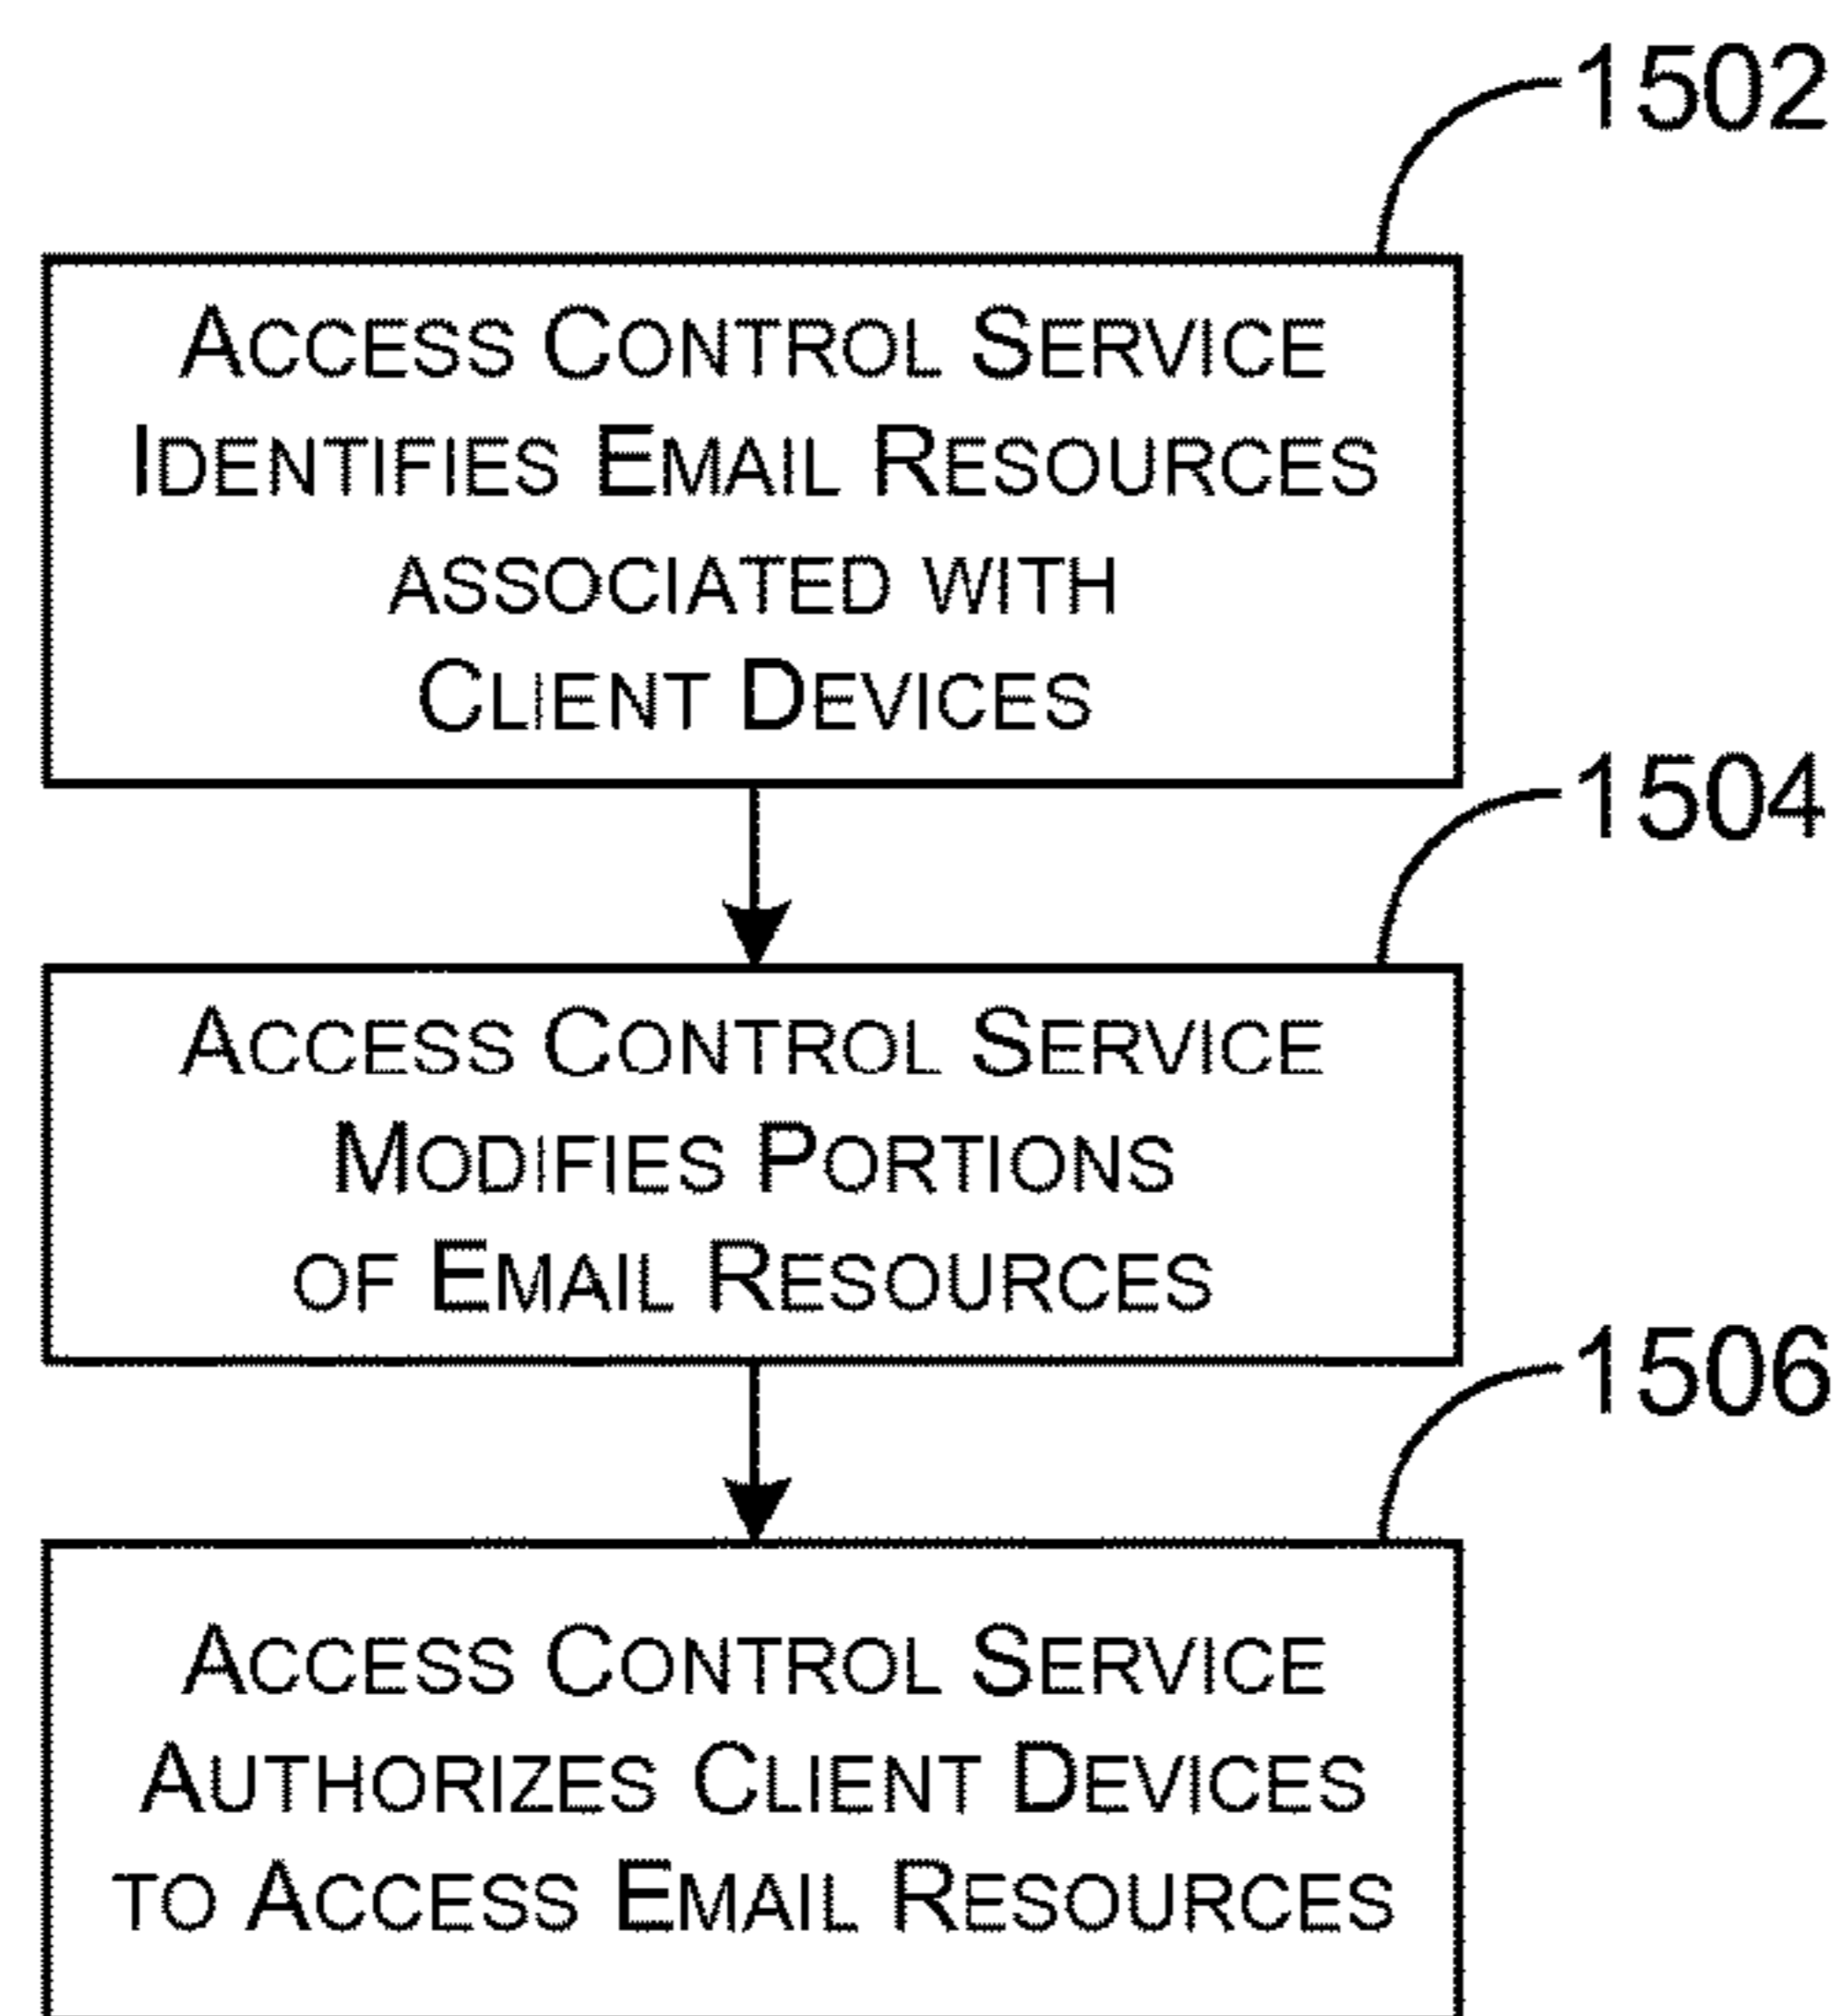 1502
ACCESS CONTROL SERVICE
IDENTIFIES EMAIL RESOURCES
ASSOCIATED WITH
CLIENT DEVICES
1504
ACCESS CONTROL SERVICE
MODIFIES PORTIONS
OF EMAIL RESOURCES
1506
ACCESS CONTROL SERVICE
AUTHORIZES CLIENT DEVICES
TO ACCESS EMAIL RESOURCES